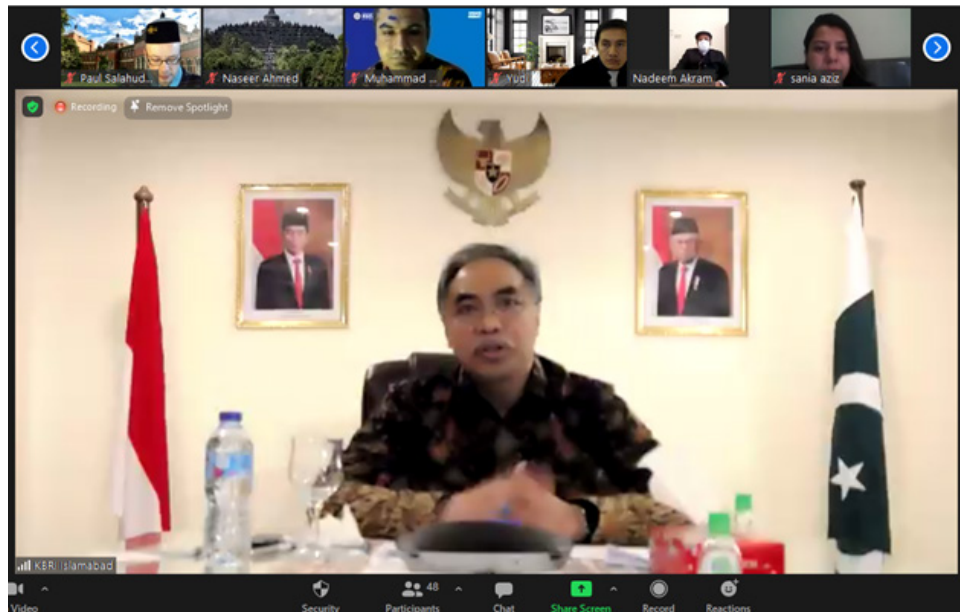 Paul Salahud...
Naseer Ahmed
Muhammad ...
Yudi
Nadeem Akram
sania aziz
Recording
Remove Spotlight
KBRI Islamabad
Video
Security
Participants
48
Chat
Share Screen
Record
Reactions